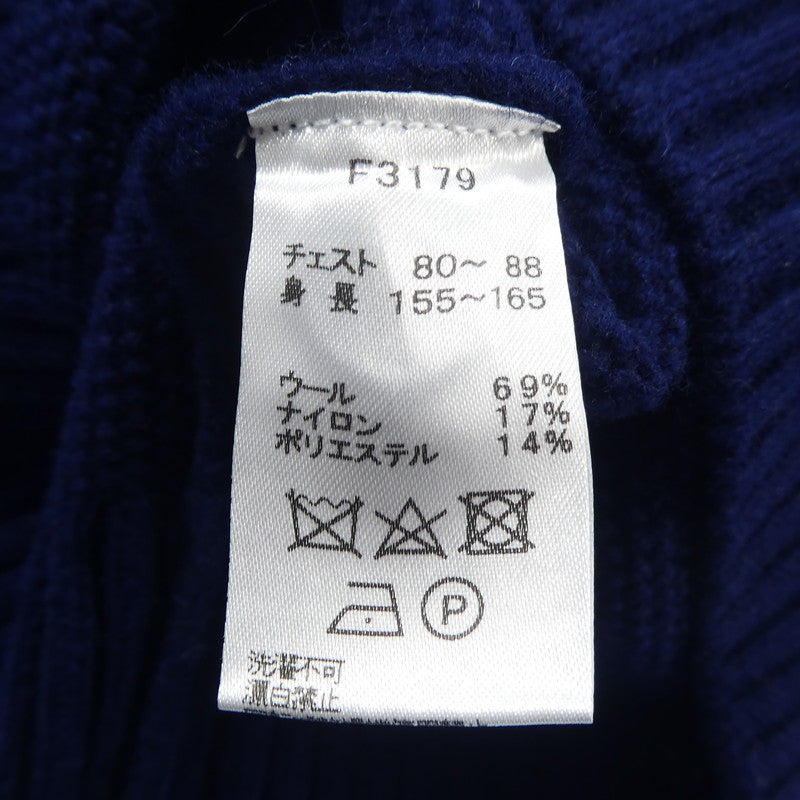 F3179
チェスト 80～ 88
身 長 155～165
ウール 69%
ナイロン 17%
ポリエステル 14%
P
洗濯不可
漂白禁止